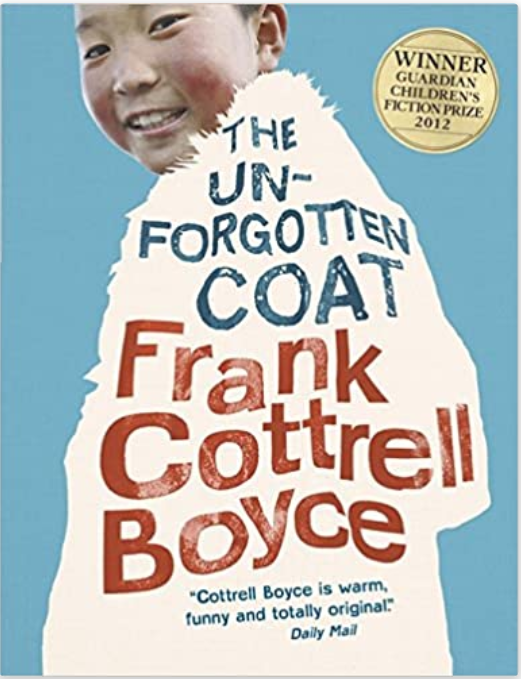 WINNER
GUARDIAN
CHILDREN'S
FICTION PRIZE
2012
THE
UN-
FORGOTTEN
COAT
Frank
Cottrell
Boyce
"Cottrell Boyce is warm,
funny and totally original."
Daily Mail